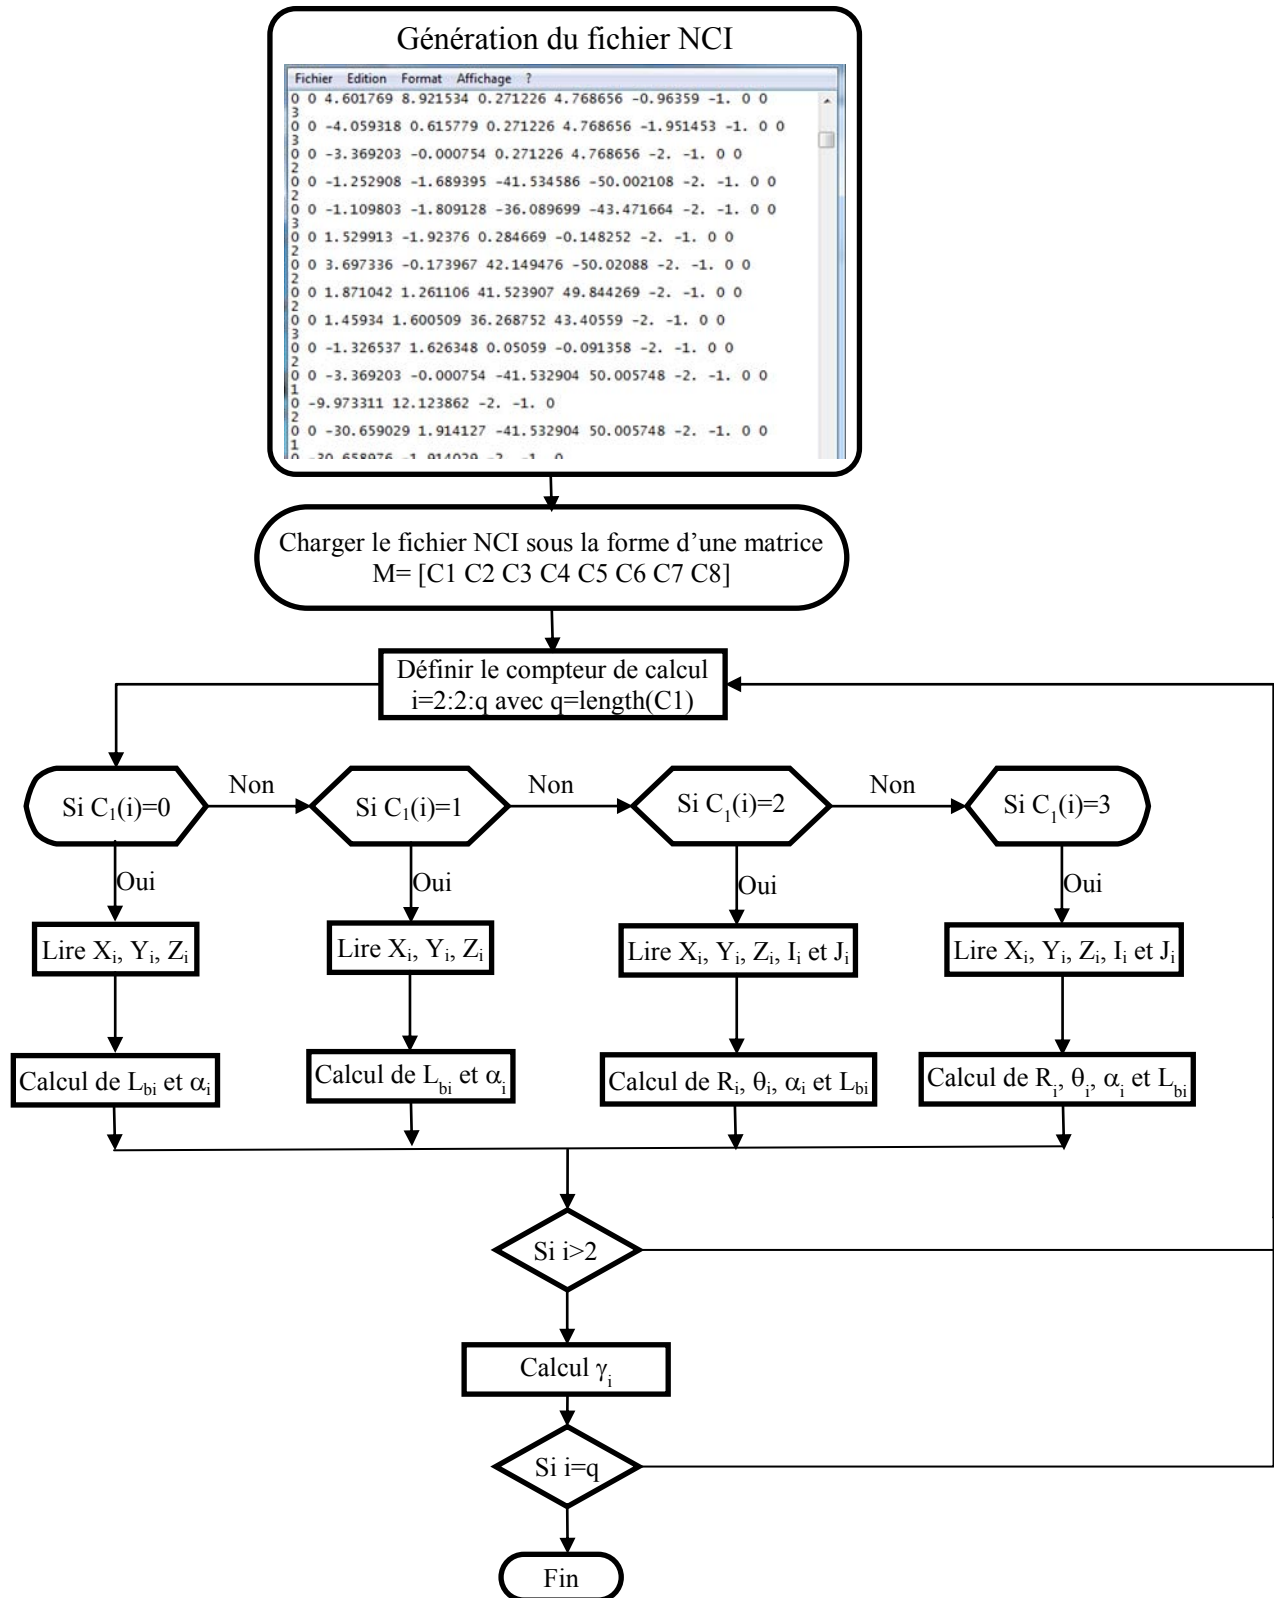 Génération du fichier NCI
Fichier Edition Format Affichage ?
0 0 4.601769 8.921534 0.271226 4.768656 -0.96359 -1. 0 0
3
0 0 -4.059318 0.615779 0.271226 4.768656 -1.951453 -1. 0 0
3
0 0 -3.369203 -0.000754 0.271226 4.768656 -2. -1. 0 0
2
0 0 -1.252908 -1.689395 -41.534586 -50.002108 -2. -1. 0 0
2
0 0 -1.109803 -1.809128 -36.089699 -43.471664 -2. -1. 0 0
3
0 0 1.529913 -1.92376 0.284669 -0.148252 -2. -1. 0 0
2
0 0 3.697336 -0.173967 42.149476 -50.02088 -2. -1. 0 0
2
0 0 1.871042 1.261106 41.523907 49.844269 -2. -1. 0 0
2
0 0 1.45934 1.600509 36.268752 43.40559 -2. -1. 0 0
3
0 0 -1.326537 1.626348 0.05059 -0.091358 -2. -1. 0 0
2
0 0 -3.369203 -0.000754 -41.532904 50.005748 -2. -1. 0 0
1
0 -9.973311 12.123862 -2. -1. 0
2
0 0 -30.659029 1.914127 -41.532904 50.005748 -2. -1. 0 0
1
0 -30.658976 -1.914029 -2. -1. 0
Charger le fichier NCI sous la forme d’une matrice
M= [C1 C2 C3 C4 C5 C6 C7 C8]
Définir le compteur de calcul
i=2:2:q avec q=length(C1)
Si C₁(i)=0
Non
Si C₁(i)=1
Non
Si C₁(i)=2
Non
Si C₁(i)=3
Oui
Oui
Oui
Oui
Lire Xᵢ, Yᵢ, Zᵢ
Lire Xᵢ, Yᵢ, Zᵢ
Lire Xᵢ, Yᵢ, Zᵢ, Iᵢ et Jᵢ
Lire Xᵢ, Yᵢ, Zᵢ, Iᵢ et Jᵢ
Calcul de L_bi et αᵢ
Calcul de L_bi et αᵢ
Calcul de Rᵢ, θᵢ, αᵢ et L_bi
Calcul de Rᵢ, θᵢ, αᵢ et L_bi
Si i>2
Calcul γᵢ
Si i=q
Fin